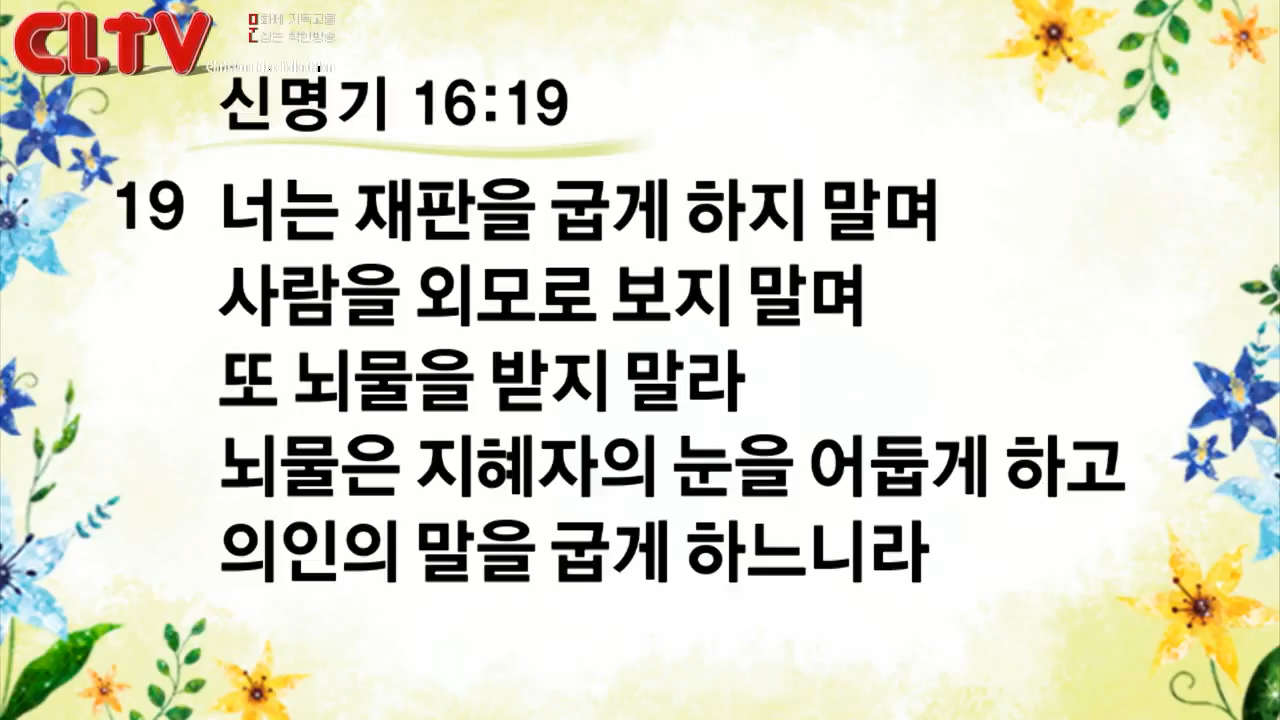 CLTV
신명기 16:19
19 너는 재판을 굽게 하지 말며
사람을 외모로 보지 말며
또 뇌물을 받지 말라
뇌물은 지혜자의 눈을 어둡게 하고
의인의 말을 굽게 하느니라